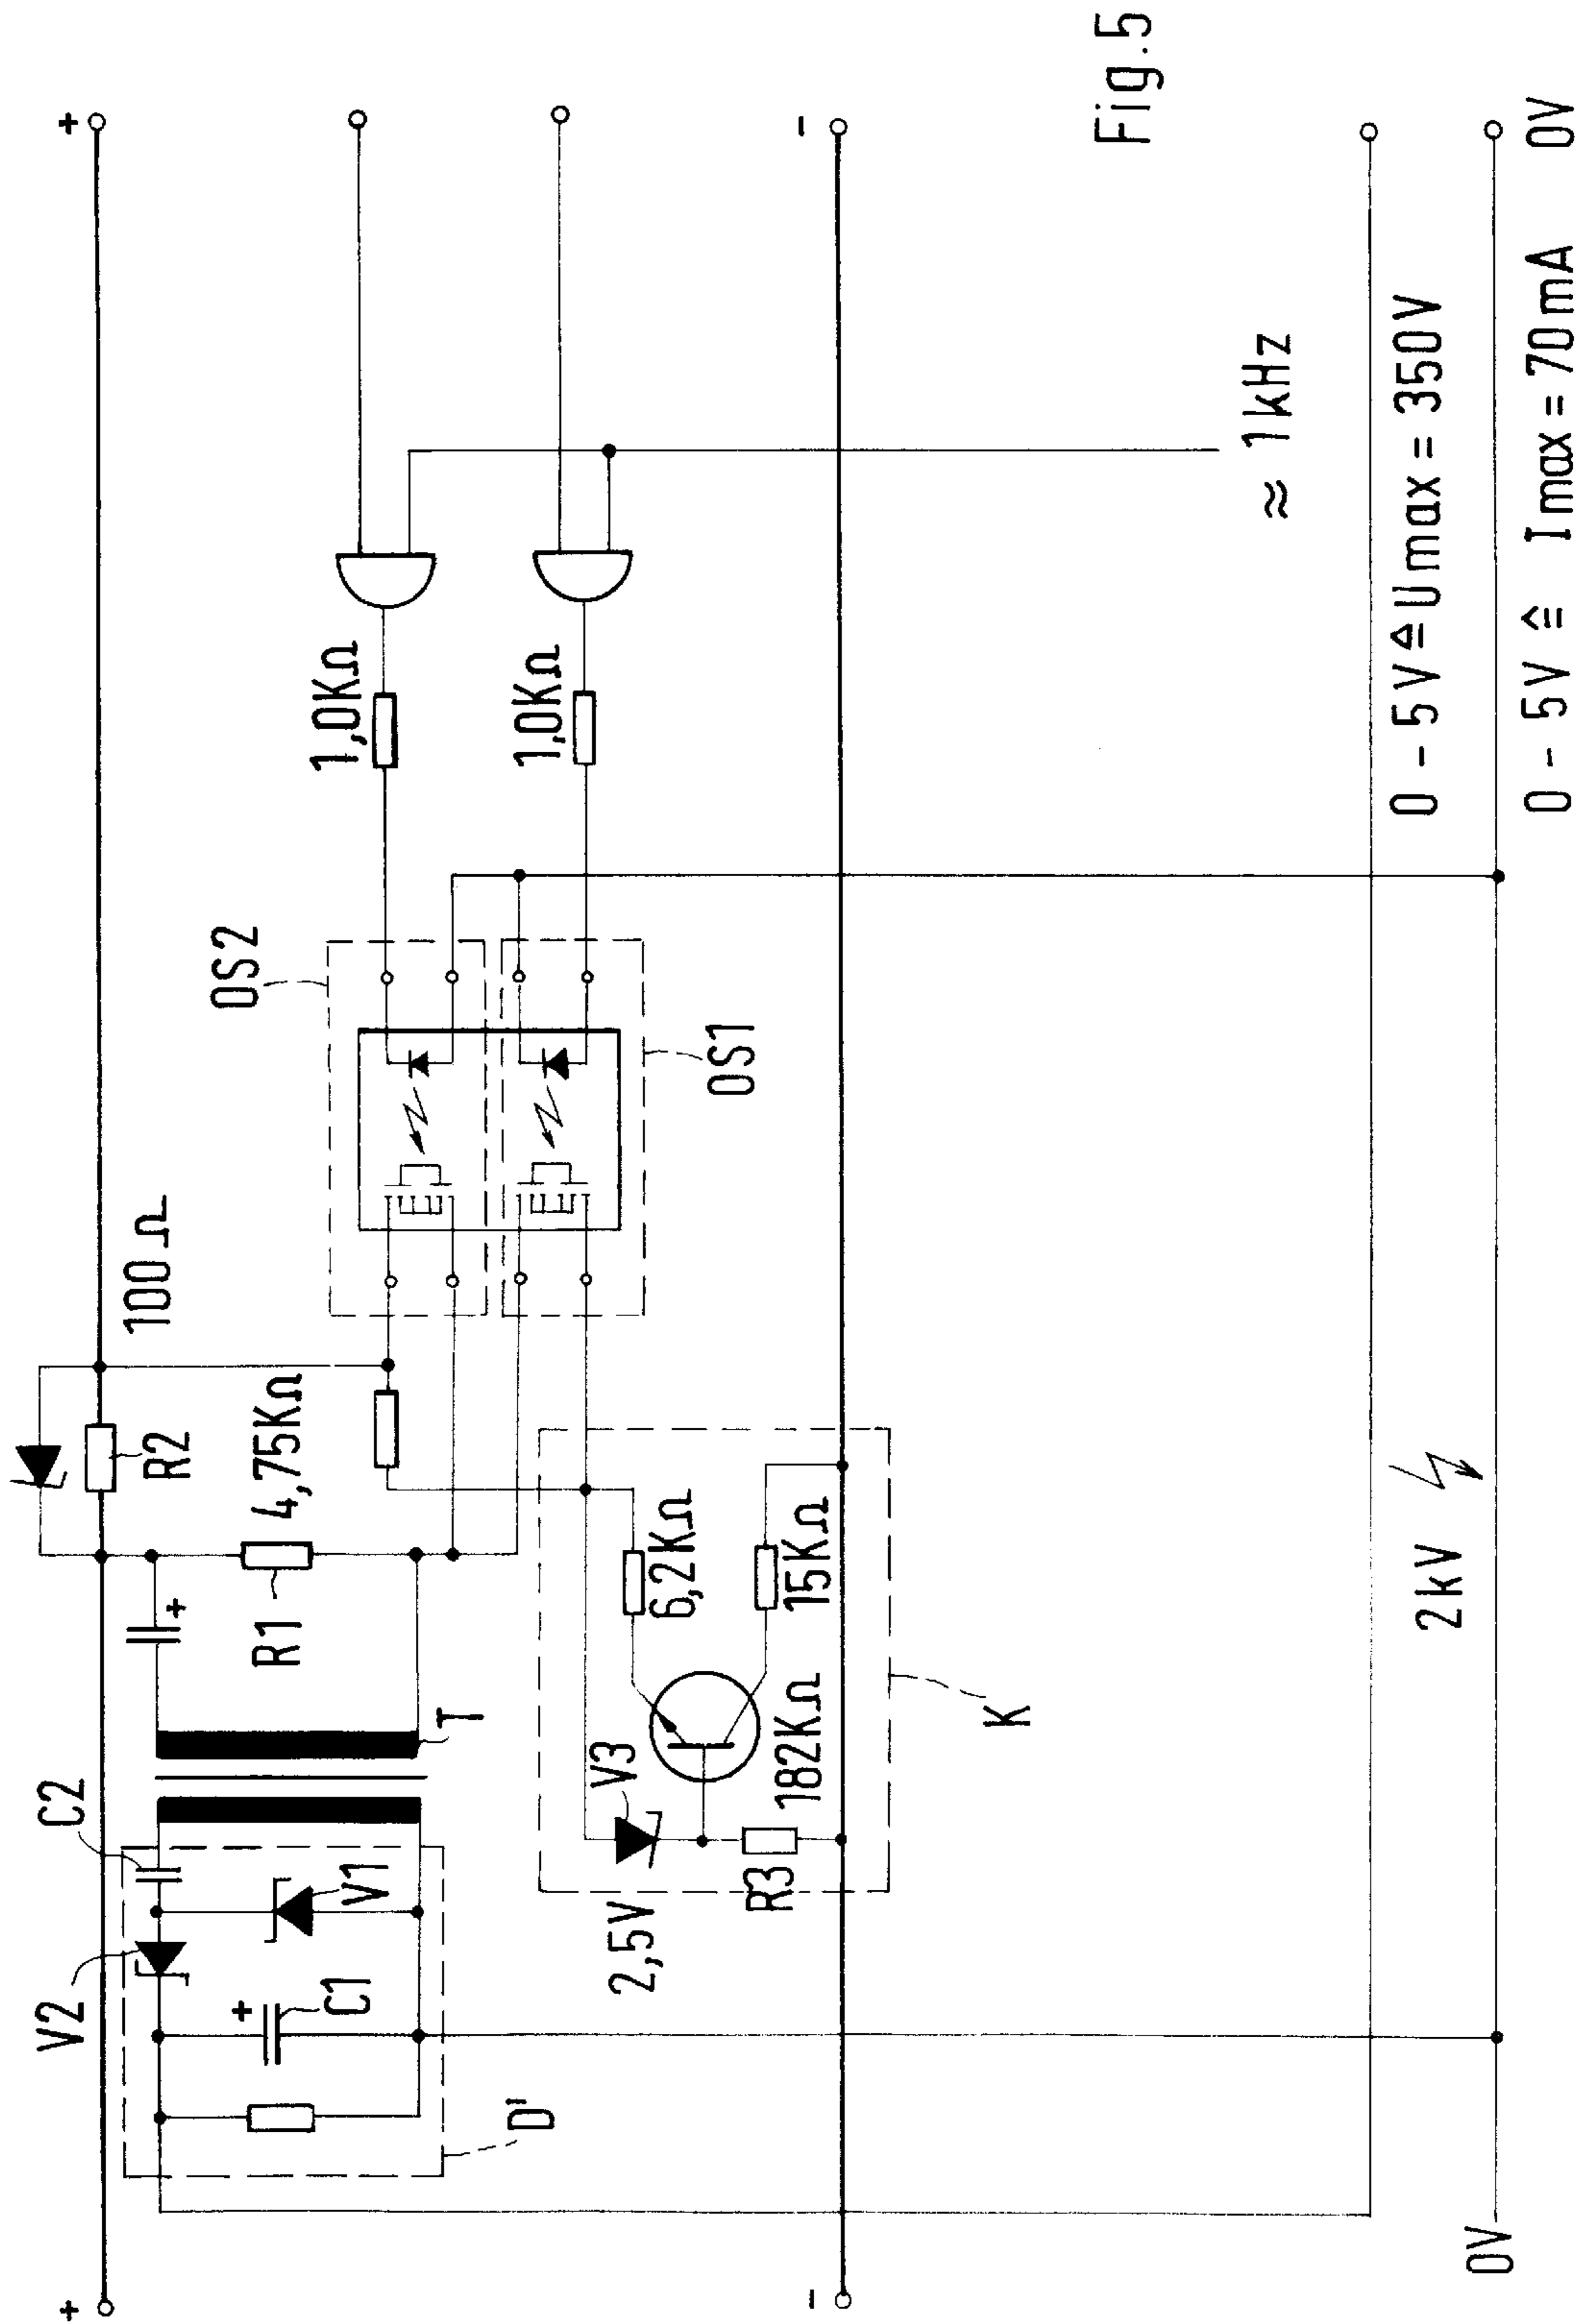 +
+
V2
C2
100Ω
+
C1
V1
+
R1
4,75KΩ
R2
OS2
1,0KΩ
1,0KΩ
D'
T
2,5V
V3
6,2KΩ
OS1
R3
182KΩ
15KΩ
-
-
K
Fig.5
≈ 1kHz
2kV
0 - 5V ≙ Umax = 350V
0V
0 - 5V ≙ Imax = 70mA
0V